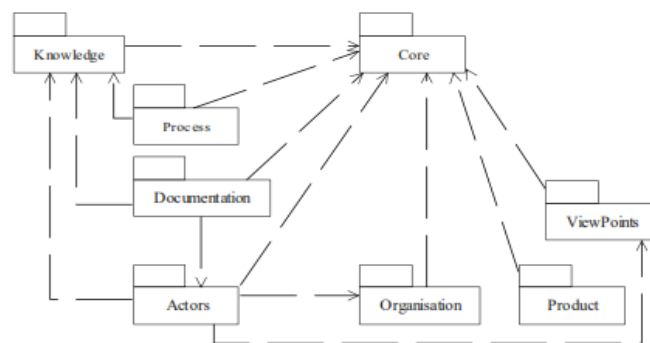 Knowledge
Core
Process
Documentation
ViewPoints
Actors
Organisation
Product